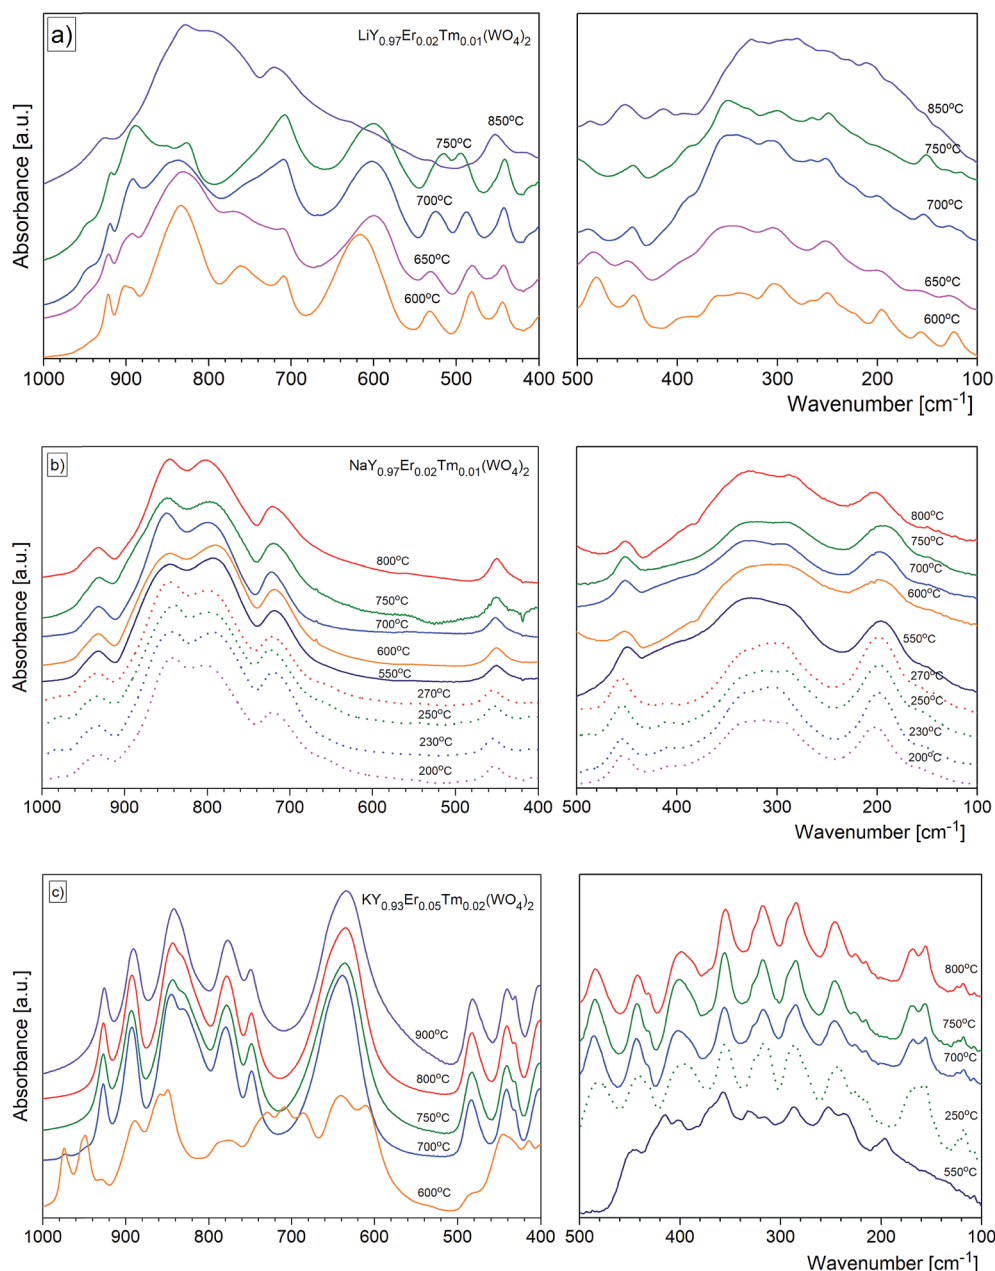 a)
LiY0.97Er0.02Tm0.01(WO4)2
Absorbance [a.u.]
850°C
750°C
700°C
650°C
600°C
1000 900 800 700 600 500 400
850°C
750°C
700°C
650°C
600°C
500 400 300 200 100
Wavenumber [cm-1]
b)
NaY0.97Er0.02Tm0.01(WO4)2
Absorbance [a.u.]
800°C
750°C
700°C
600°C
550°C
270°C
250°C
230°C
200°C
1000 900 800 700 600 500 400
800°C
750°C
700°C
600°C
550°C
270°C
250°C
230°C
200°C
500 400 300 200 100
Wavenumber [cm-1]
c)
KY0.93Er0.05Tm0.02(WO4)2
Absorbance [a.u.]
900°C
800°C
750°C
700°C
600°C
1000 900 800 700 600 500 400
800°C
750°C
700°C
250°C
550°C
500 400 300 200 100
Wavenumber [cm-1]